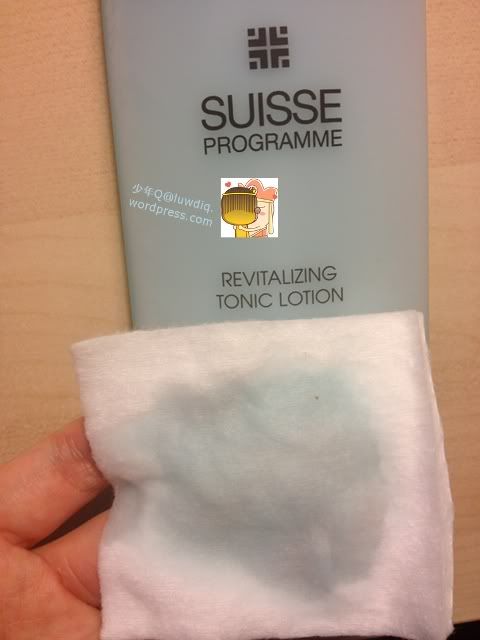 SUISSE
PROGRAMME
少年Q@luwdiq.
wordpress.com
REVITALIZING
TONIC LOTION